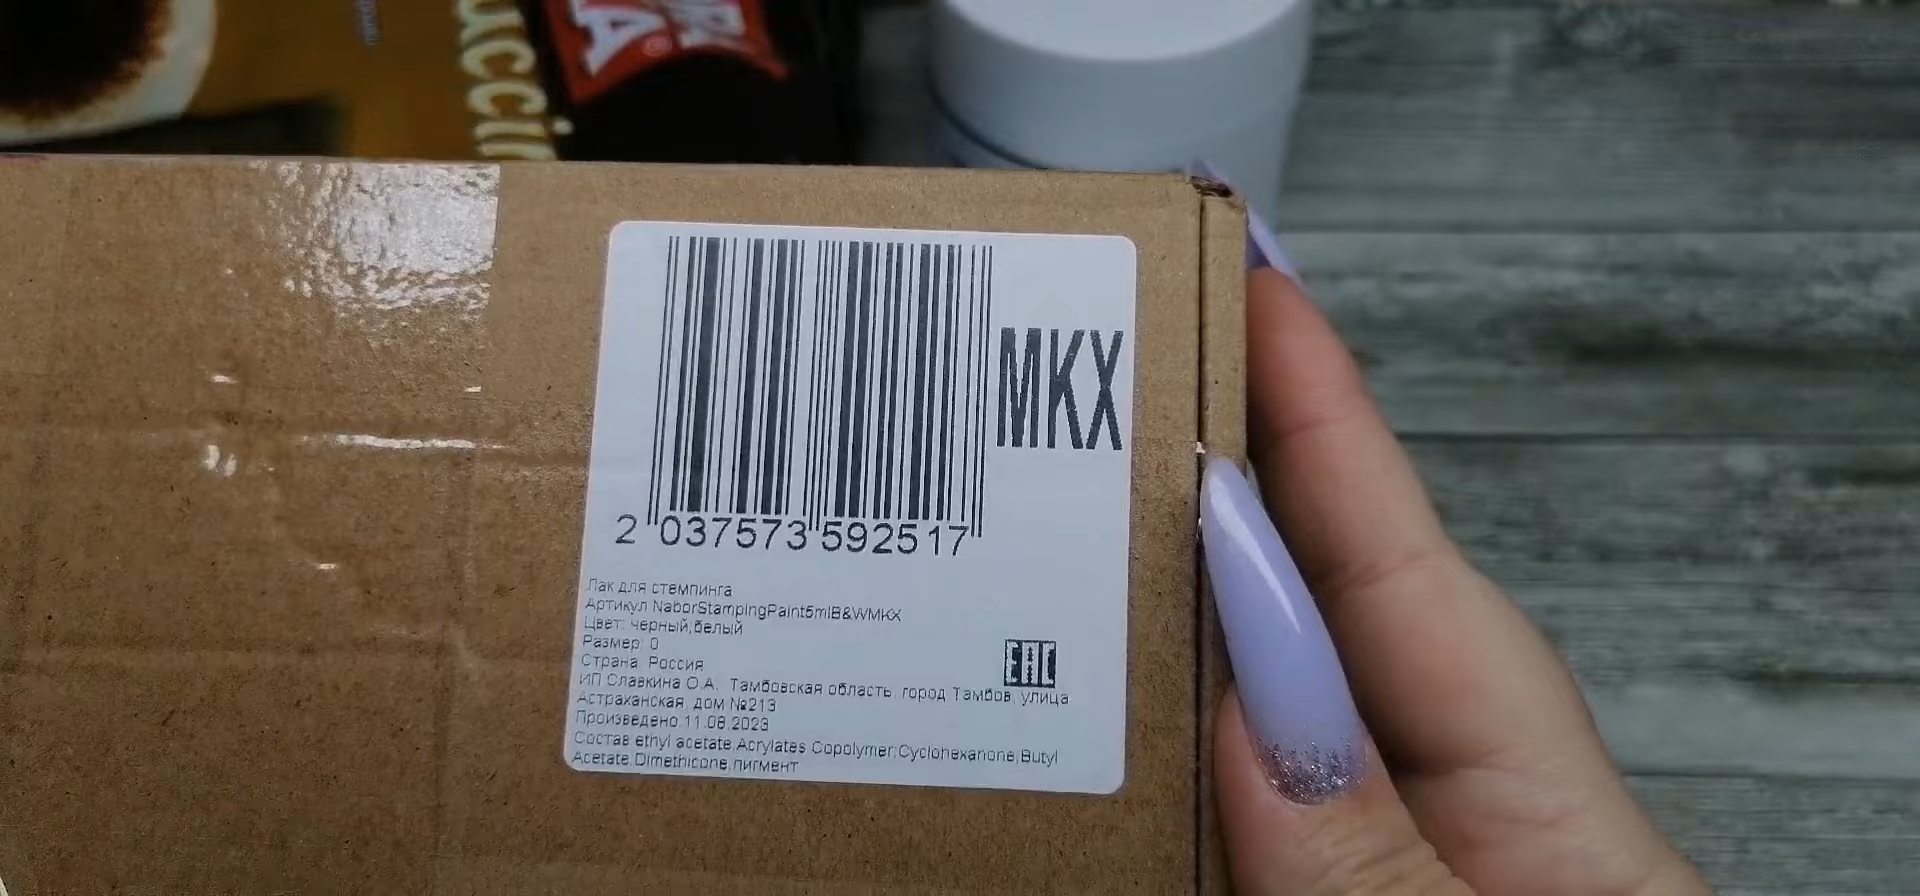 uccin
MKX
2 037573 592517
Лак для стемпинга
Артикул NaborStampingPaint5mlB&WMKX
Цвет: черный,белый
Размер: 0
Страна: Россия
EAC
ИП Славкина О.А. Тамбовская область, город Тамбов, улица
Астраханская, дом №213
Произведено:11.08.2023
Состав:ethyl acetate,Acrylates Copolymer,Cyclohexanone,Butyl
Acetate,Dimethicone,пигмент